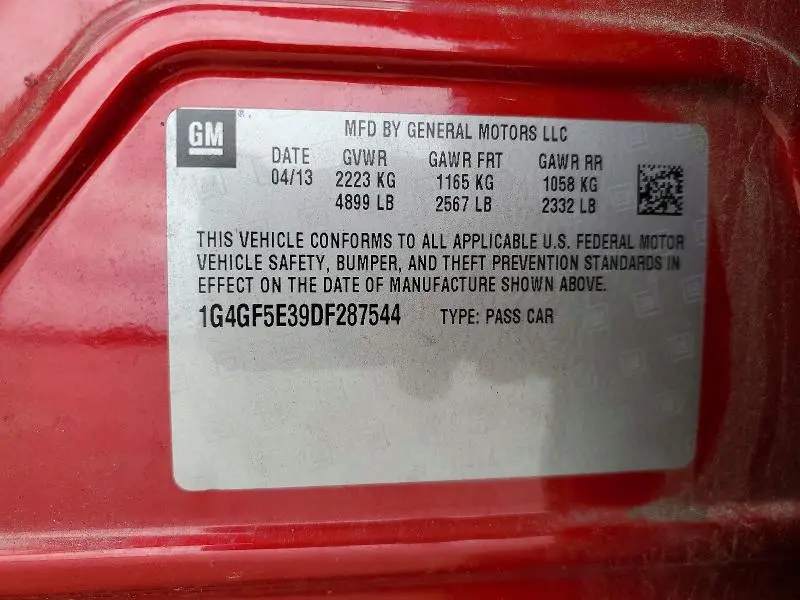 GM
MFD BY GENERAL MOTORS LLC
DATE GVWR GAWR FRT GAWR RR
04/13 2223 KG 1165 KG 1058 KG
4899 LB 2567 LB 2332 LB
THIS VEHICLE CONFORMS TO ALL APPLICABLE U.S. FEDERAL MOTOR
VEHICLE SAFETY, BUMPER, AND THEFT PREVENTION STANDARDS IN
EFFECT ON THE DATE OF MANUFACTURE SHOWN ABOVE.
1G4GF5E39DF287544 TYPE: PASS CAR